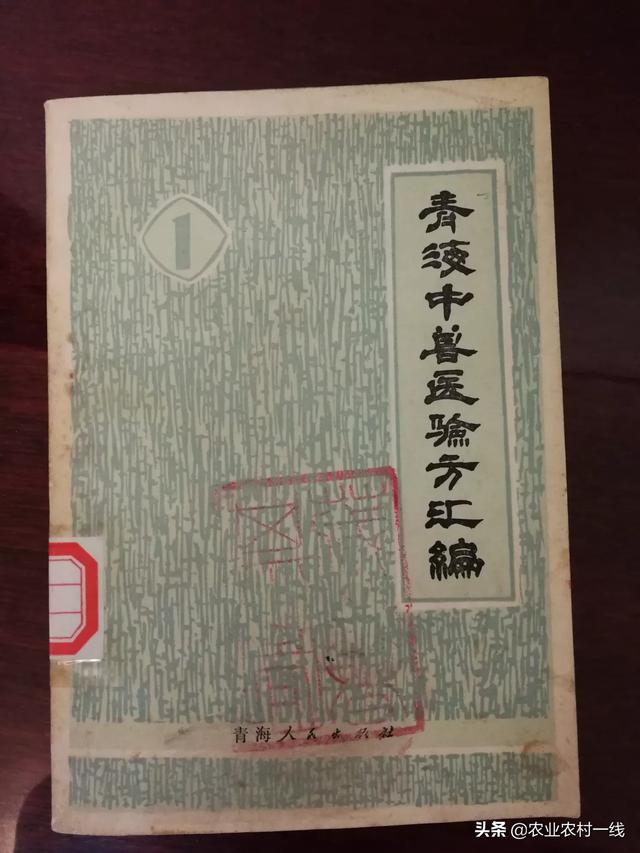 1
青海中兽医验方汇编
青海人民出版社
头条 @农业农村一线